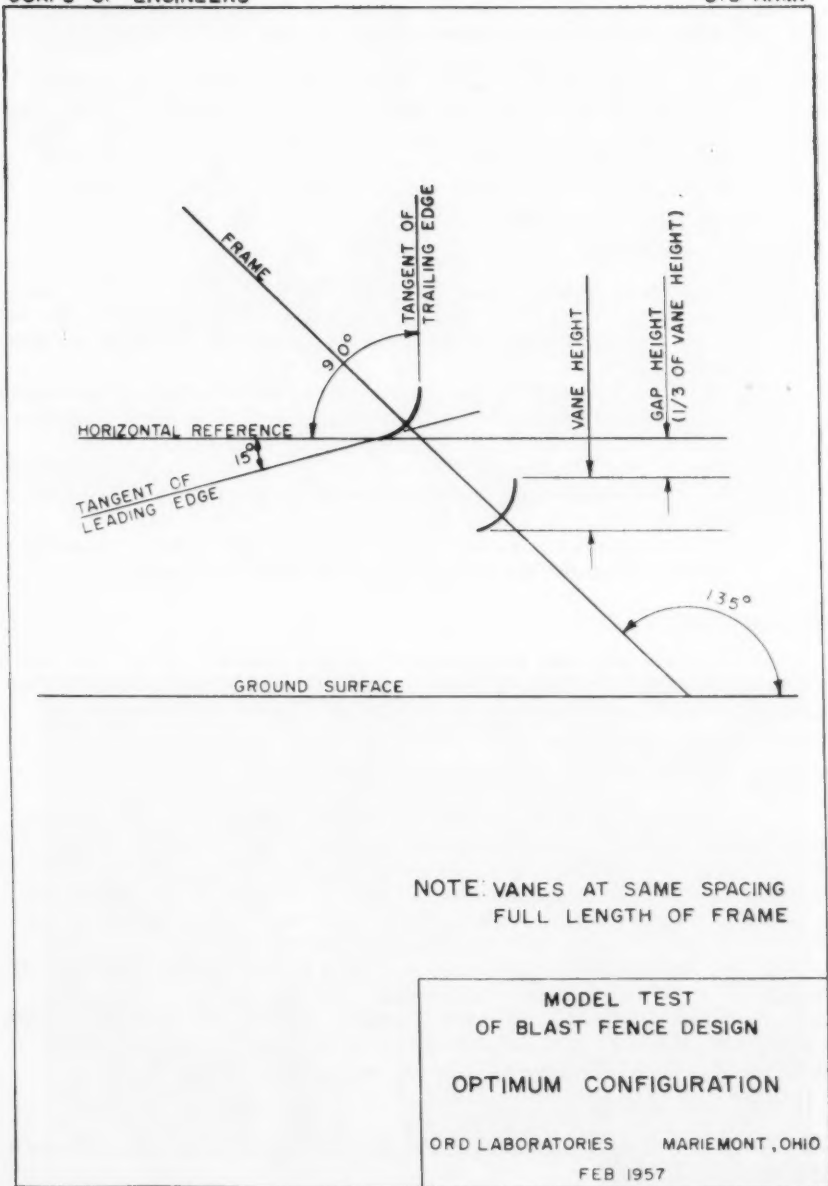 FRAME
90°
TANGENT OF
TRAILING EDGE
VANE HEIGHT
GAP HEIGHT
(1/3 OF VANE HEIGHT)
HORIZONTAL REFERENCE
15°
TANGENT OF
LEADING EDGE
135°
GROUND SURFACE
NOTE: VANES AT SAME SPACING
FULL LENGTH OF FRAME
MODEL TEST
OF BLAST FENCE DESIGN
OPTIMUM CONFIGURATION
ORD LABORATORIES MARIEMONT, OHIO
FEB 1957